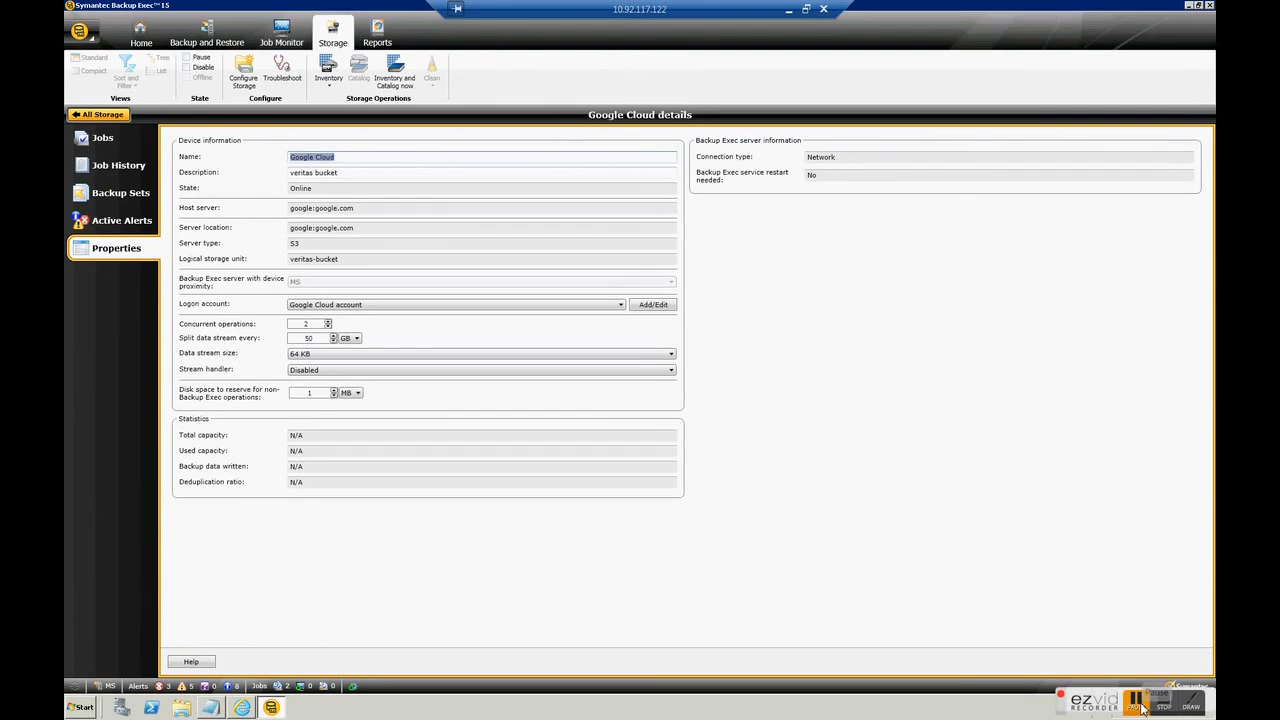 Symantec Backup Exec™ 15
10.92.117.122
Home
Backup and Restore
Job Monitor
Storage
Reports
Standard
Compact
Sort and
Filter
Tree
List
Views
Pause
Disable
Offline
State
Configure
Storage
Troubleshoot
Configure
Inventory
Catalog
Inventory and
Catalog now
Clean
Storage Operations
All Storage
Google Cloud details
Jobs
Job History
Backup Sets
Active Alerts
Properties
Device information
Name: Google Cloud
Description: veritas bucket
State: Online
Host server: google:google.com
Server location: google:google.com
Server type: S3
Logical storage unit: veritas-bucket
Backup Exec server with device
proximity: MS
Logon account: Google Cloud account Add/Edit
Concurrent operations: 2
Split data stream every: 50 GB
Data stream size: 64 KB
Stream handler: Disabled
Disk space to reserve for non-
Backup Exec operations: 1 MB
Statistics
Total capacity: N/A
Used capacity: N/A
Backup data written: N/A
Deduplication ratio: N/A
Backup Exec server information
Connection type: Network
Backup Exec service restart
needed: No
Help
MS Alerts 3 5 0 8 Jobs 2 0 0
Symantec.
Start
ezvid
RECORDER
PAUSE
Pause
STOP
DRAW